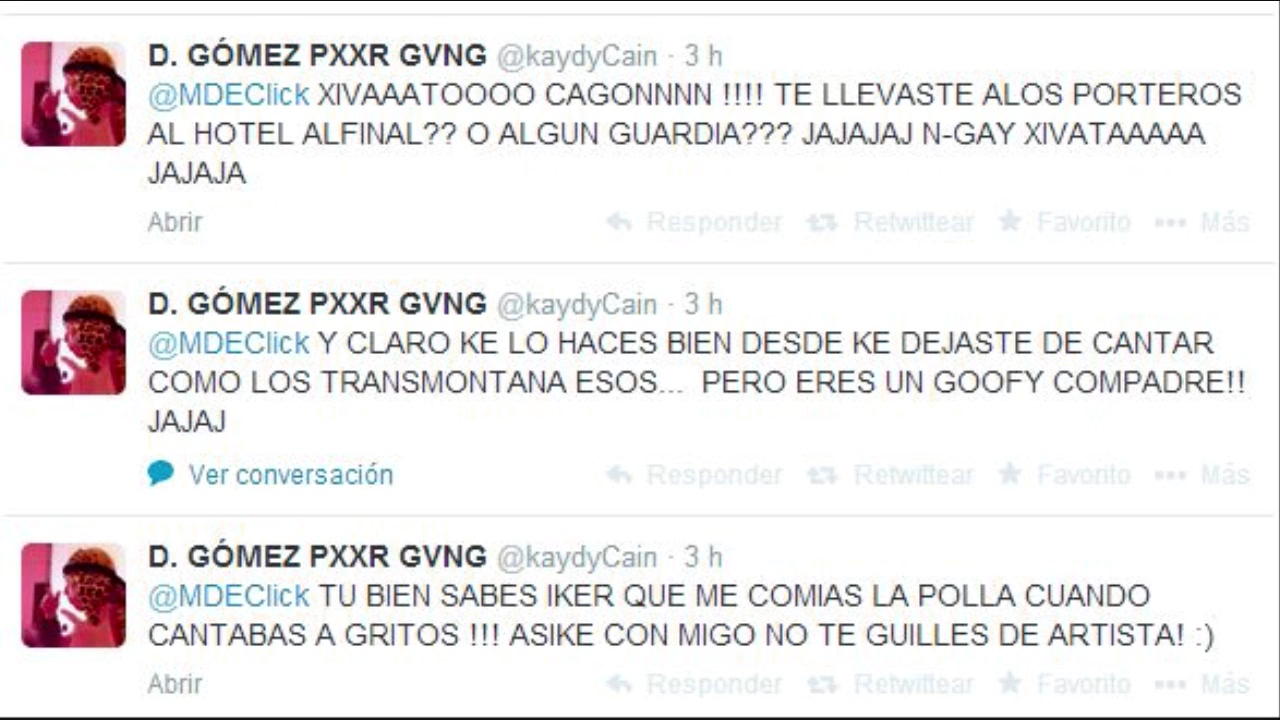 D. GÓMEZ PXXR GVNG @kaydyCain · 3 h
@MDEClick XIVAAATOOOO CAGONNNN !!!! TE LLEVASTE ALOS PORTEROS
AL HOTEL ALFINAL?? O ALGUN GUARDIA??? JAJAJAJ N-GAY XIVATAAAAA
JAJAJA
Abrir Responder Retwittear Favorito Más
D. GÓMEZ PXXR GVNG @kaydyCain · 3 h
@MDEClick Y CLARO KE LO HACES BIEN DESDE KE DEJASTE DE CANTAR
COMO LOS TRANSMONTANA ESOS... PERO ERES UN GOOFY COMPADRE!!
JAJAJ
Ver conversación Responder Retwittear Favorito Más
D. GÓMEZ PXXR GVNG @kaydyCain · 3 h
@MDEClick TU BIEN SABES IKER QUE ME COMIAS LA POLLA CUANDO
CANTABAS A GRITOS !!! ASIKE CON MIGO NO TE GUILLES DE ARTISTA! :)
Abrir Responder Retwittear Favorito Más